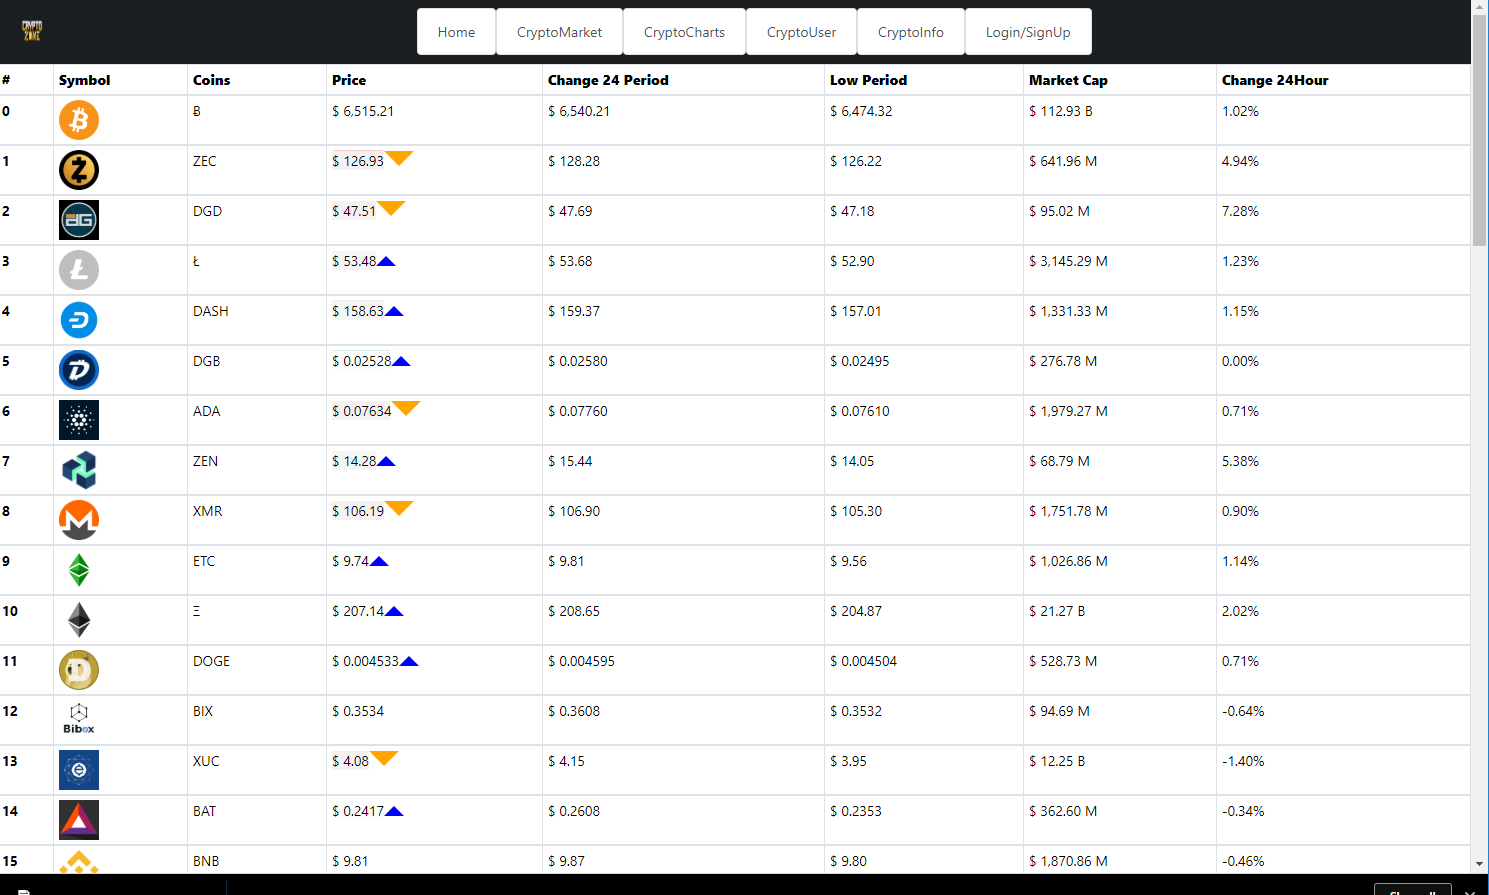 CRYPTO
ZONE
Home CryptoMarket CryptoCharts CryptoUser CryptoInfo Login/SignUp
# Symbol Coins Price Change 24 Period Low Period Market Cap Change 24Hour
0 Ƀ $ 6,515.21 $ 6,540.21 $ 6,474.32 $ 112.93 B 1.02%
1 ZEC $ 126.93 $ 128.28 $ 126.22 $ 641.96 M 4.94%
2 DGD $ 47.51 $ 47.69 $ 47.18 $ 95.02 M 7.28%
3 Ł $ 53.48 $ 53.68 $ 52.90 $ 3,145.29 M 1.23%
4 DASH $ 158.63 $ 159.37 $ 157.01 $ 1,331.33 M 1.15%
5 DGB $ 0.02528 $ 0.02580 $ 0.02495 $ 276.78 M 0.00%
6 ADA $ 0.07634 $ 0.07760 $ 0.07610 $ 1,979.27 M 0.71%
7 ZEN $ 14.28 $ 15.44 $ 14.05 $ 68.79 M 5.38%
8 XMR $ 106.19 $ 106.90 $ 105.30 $ 1,751.78 M 0.90%
9 ETC $ 9.74 $ 9.81 $ 9.56 $ 1,026.86 M 1.14%
10 Ξ $ 207.14 $ 208.65 $ 204.87 $ 21.27 B 2.02%
11 DOGE $ 0.004533 $ 0.004595 $ 0.004504 $ 528.73 M 0.71%
12 Bibox BIX $ 0.3534 $ 0.3608 $ 0.3532 $ 94.69 M -0.64%
13 XUC $ 4.08 $ 4.15 $ 3.95 $ 12.25 B -1.40%
14 BAT $ 0.2417 $ 0.2608 $ 0.2353 $ 362.60 M -0.34%
15 BNB $ 9.81 $ 9.87 $ 9.80 $ 1,870.86 M -0.46%